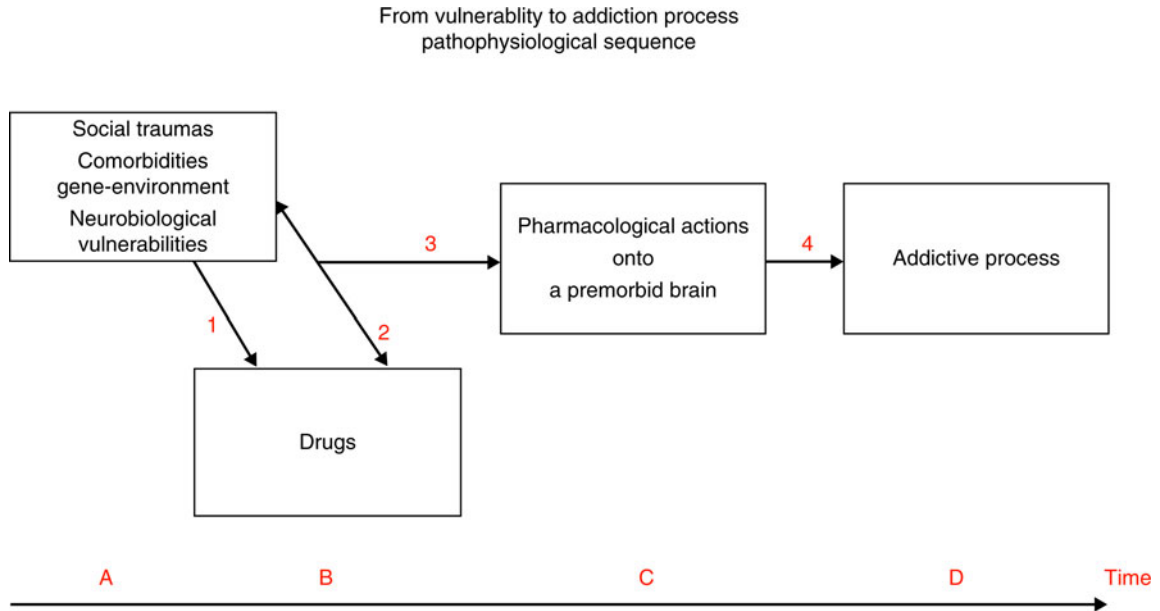 From vulnerablity to addiction process
pathophysiological sequence
Social traumas
Comorbidities
gene-environment
Neurobiological
vulnerabilities
1
2
3
Pharmacological actions
onto
a premorbid brain
4
Addictive process
Drugs
A B C D Time